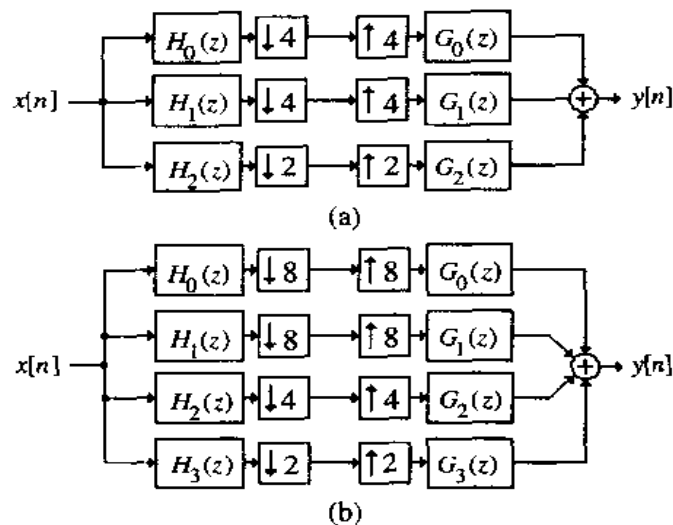 H₀(z) ↓4 ↑4 G₀(z)
x[n] H₁(z) ↓4 ↑4 G₁(z) + y[n]
H₂(z) ↓2 ↑2 G₂(z)
(a)
H₀(z) ↓8 ↑8 G₀(z)
H₁(z) ↓8 ↑8 G₁(z)
x[n] + y[n]
H₂(z) ↓4 ↑4 G₂(z)
H₃(z) ↓2 ↑2 G₃(z)
(b)